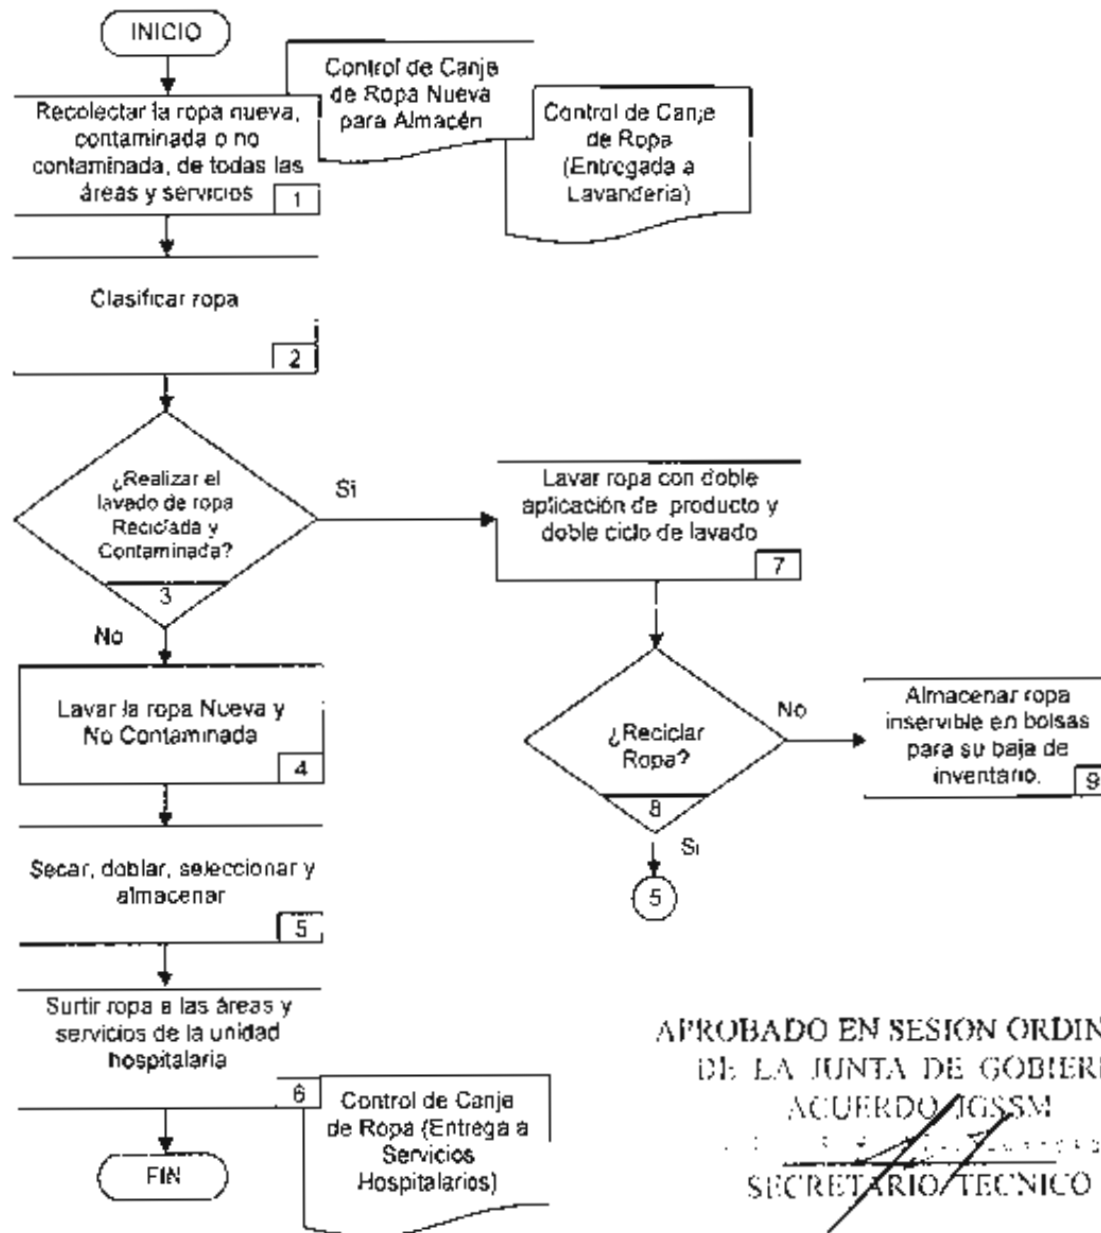 INICIO
Recolectar la ropa nueva,
contaminada o no
contaminada, de todas las
áreas y servicios
1
Control de Canje
de Ropa Nueva
para Almacén
Control de Canje
de Ropa
(Entregada a
Lavandería)
Clasificar ropa
2
¿Realizar el
lavado de ropa
Reciclada y
Contaminada?
3
Si
No
Lavar ropa con doble
aplicación de producto y
doble ciclo de lavado
7
Lavar la ropa Nueva y
No Contaminada
4
¿Reciclar
Ropa?
8
No
Si
Almacenar ropa
inservible en bolsas
para su baja de
inventario.
9
5
Secar, doblar, seleccionar y
almacenar
5
Surtir ropa a las áreas y
servicios de la unidad
hospitalaria
6
Control de Canje
de Ropa (Entrega a
Servicios
Hospitalarios)
FIN
APROBADO EN SESION ORDIN
DE LA JUNTA DE GOBIER
ACUERDO JGSSM
SECRETARIO TECNICO